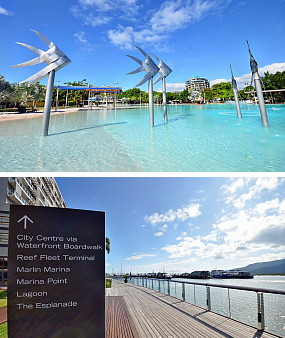 City Centre via
Waterfront Boardwalk
Reef Fleet Terminal
Marlin Marina
Marina Point
Lagoon
The Esplanade